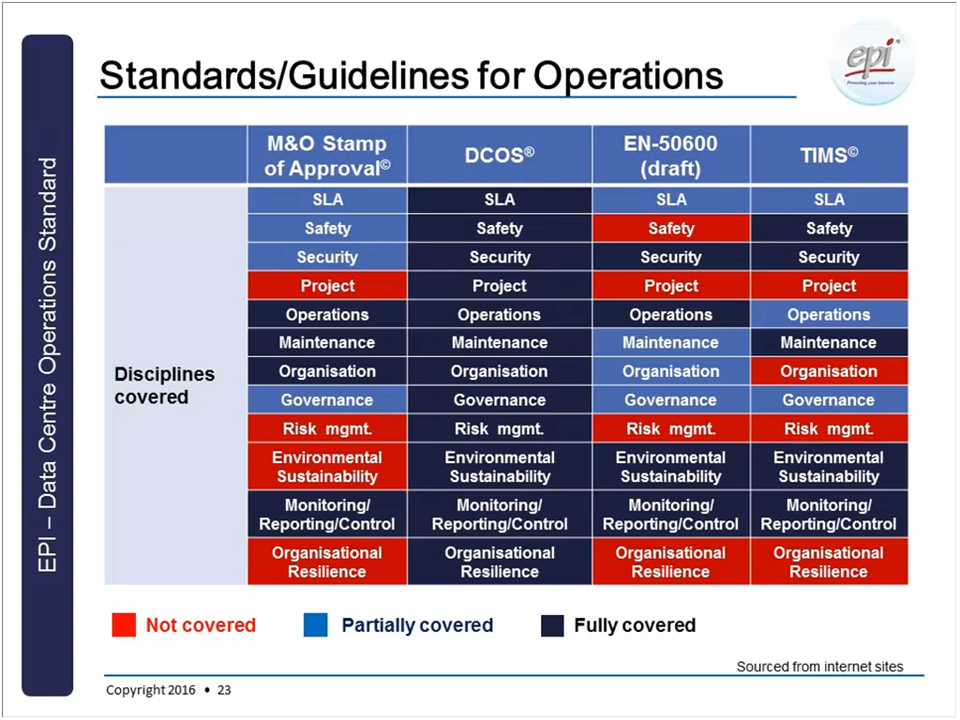 Standards/Guidelines for Operations
epi®
Protecting your interest
EPI – Data Centre Operations Standard
M&O Stamp of Approval© DCOS® EN-50600 (draft) TIMS©
Disciplines covered
SLA SLA SLA SLA
Safety Safety Safety Safety
Security Security Security Security
Project Project Project Project
Operations Operations Operations Operations
Maintenance Maintenance Maintenance Maintenance
Organisation Organisation Organisation Organisation
Governance Governance Governance Governance
Risk mgmt. Risk mgmt. Risk mgmt. Risk mgmt.
Environmental Sustainability Environmental Sustainability Environmental Sustainability Environmental Sustainability
Monitoring/ Reporting/Control Monitoring/ Reporting/Control Monitoring/ Reporting/Control Monitoring/ Reporting/Control
Organisational Resilience Organisational Resilience Organisational Resilience Organisational Resilience
Not covered Partially covered Fully covered
Sourced from internet sites
Copyright 2016 • 23